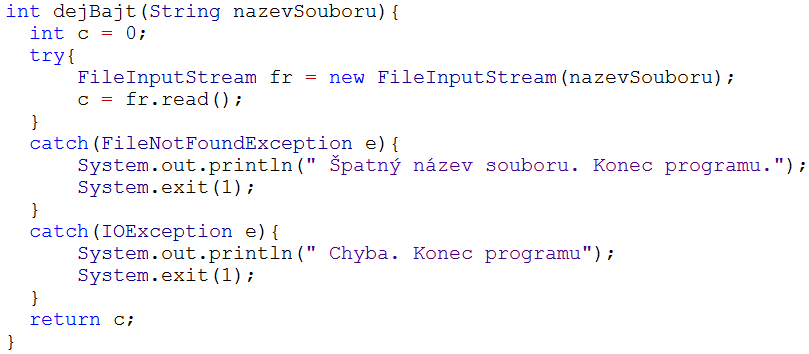 int dejBajt(String nazevSouboru){
  int c = 0;
  try{
      FileInputStream fr = new FileInputStream(nazevSouboru);
      c = fr.read();
  }
  catch(FileNotFoundException e){
      System.out.println(" Špatný název souboru. Konec programu.");
      System.exit(1);
  }
  catch(IOException e){
      System.out.println(" Chyba. Konec programu");
      System.exit(1);
  }
  return c;
}